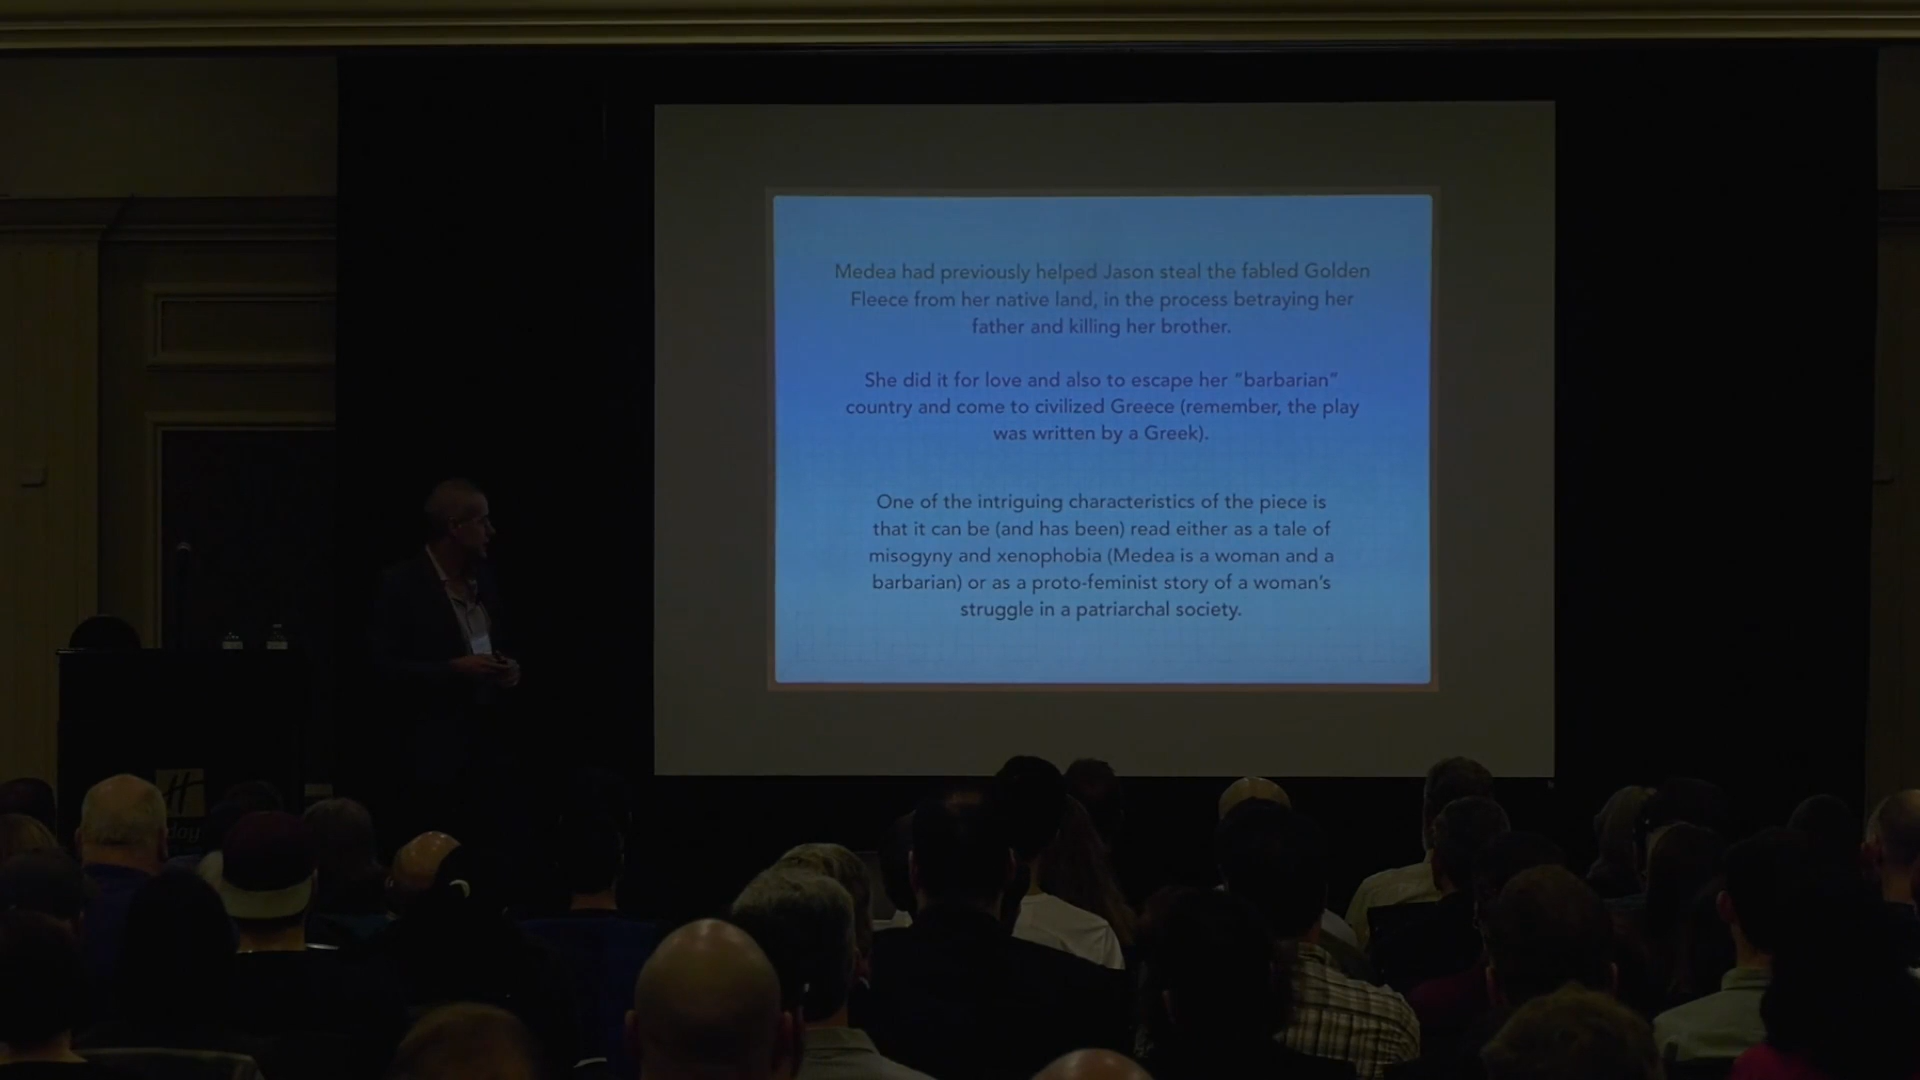 Medea had previously helped Jason steal the fabled Golden
Fleece from her native land, in the process betraying her
father and killing her brother.
She did it for love and also to escape her “barbarian”
country and come to civilized Greece (remember, the play
was written by a Greek).
One of the intriguing characteristics of the piece is
that it can be (and has been) read either as a tale of
misogyny and xenophobia (Medea is a woman and a
barbarian) or as a proto-feminist story of a woman’s
struggle in a patriarchal society.
H